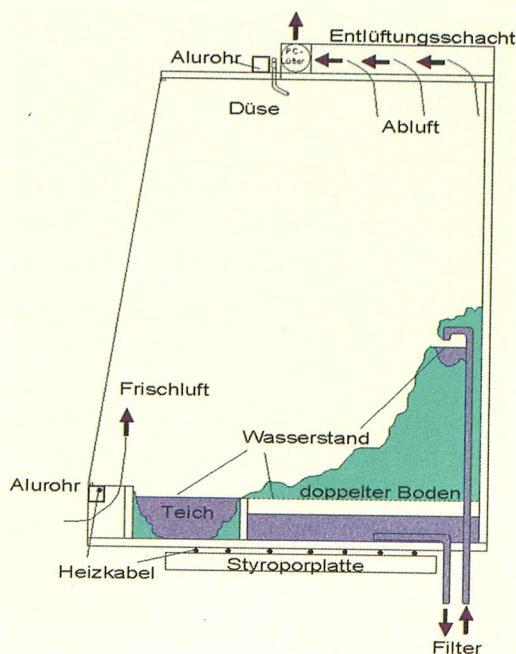 Entlüftungsschacht
Alurohr
PC-
Lüfter
Düse
Abluft
Frischluft
Wasserstand
Alurohr
doppelter Boden
Teich
Heizkabel
Styroporplatte
Filter